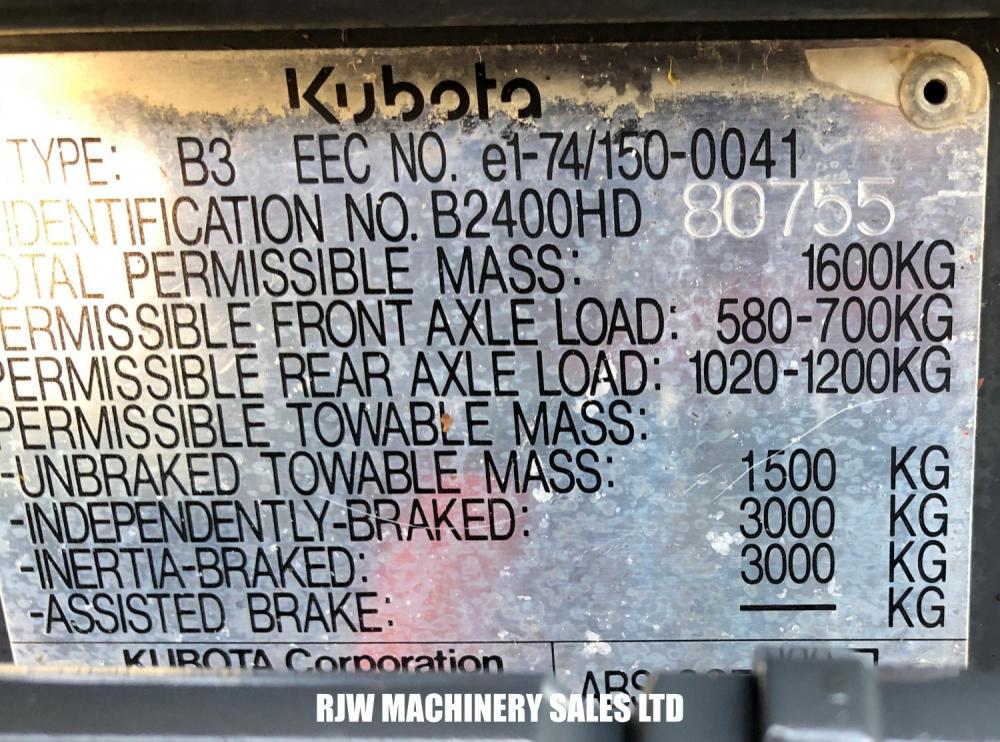 Kubota
TYPE: B3 EEC NO. e1-74/150-0041
IDENTIFICATION NO. B2400HD 80755
OTAL PERMISSIBLE MASS: 1600KG
ERMISSIBLE FRONT AXLE LOAD: 580-700KG
PERMISSIBLE REAR AXLE LOAD: 1020-1200KG
PERMISSIBLE TOWABLE MASS:
-UNBRAKED TOWABLE MASS: 1500 KG
-INDEPENDENTLY-BRAKED: 3000 KG
-INERTIA-BRAKED: 3000 KG
-ASSISTED BRAKE: — KG
KUBOTA Corporation
RJW MACHINERY SALES LTD